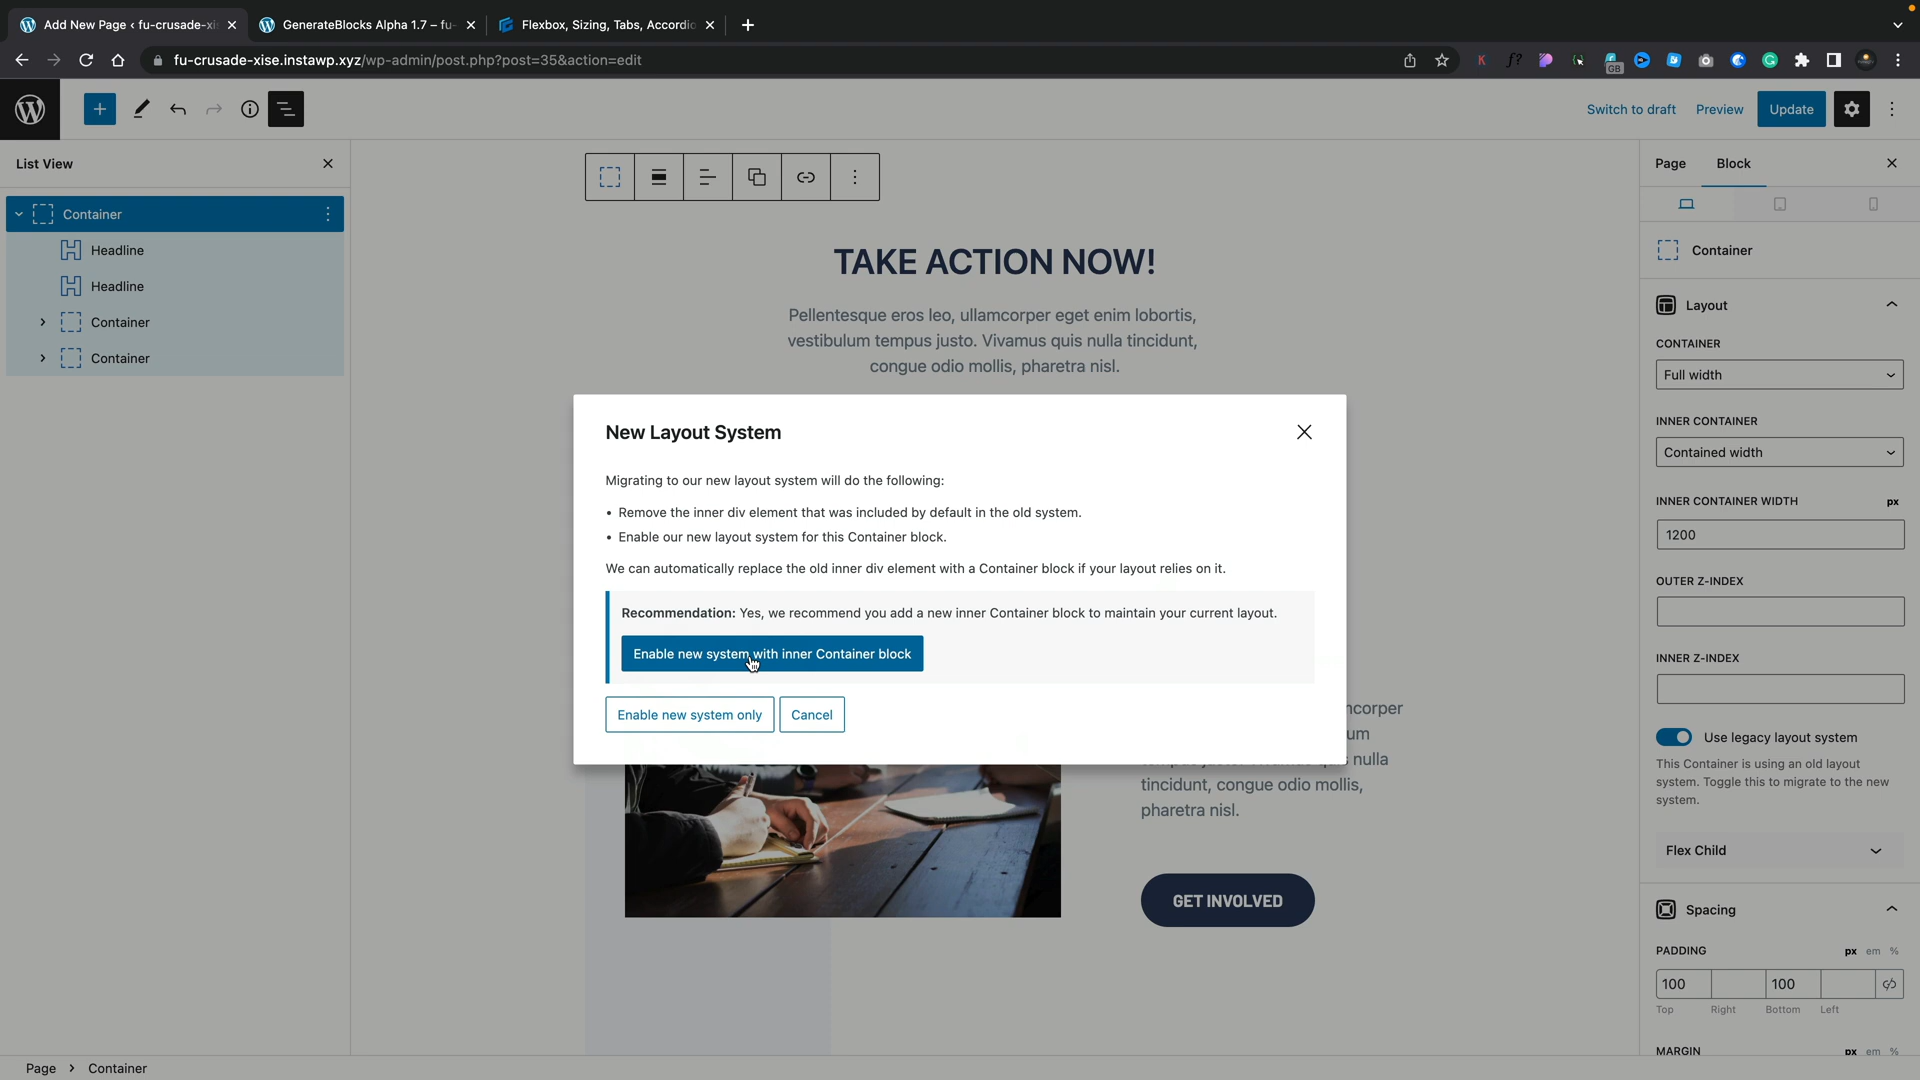 Add New Page ‹ fu-crusade-xis
GenerateBlocks Alpha 1.7 – fu-
Flexbox, Sizing, Tabs, Accordio
fu-crusade-xise.instawp.xyz/wp-admin/post.php?post=35&action=edit
GB
Switch to draft
Preview
Update
List View
Page
Block
Container
Headline
Headline
Container
Container
TAKE ACTION NOW!
Pellentesque eros leo, ullamcorper eget enim lobortis,
vestibulum tempus justo. Vivamus quis nulla tincidunt,
congue odio mollis, pharetra nisl.
New Layout System
Migrating to our new layout system will do the following:
• Remove the inner div element that was included by default in the old system.
• Enable our new layout system for this Container block.
We can automatically replace the old inner div element with a Container block if your layout relies on it.
Recommendation: Yes, we recommend you add a new inner Container block to maintain your current layout.
Enable new system with inner Container block
Enable new system only
Cancel
tincidunt, congue odio mollis,
pharetra nisl.
GET INVOLVED
Container
Layout
CONTAINER
Full width
INNER CONTAINER
Contained width
INNER CONTAINER WIDTH px
1200
OUTER Z-INDEX
INNER Z-INDEX
Use legacy layout system
This Container is using an old layout
system. Toggle this to migrate to the new
system.
Flex Child
Spacing
PADDING px em %
100 100
Top Right Bottom Left
MARGIN px em %
Page > Container